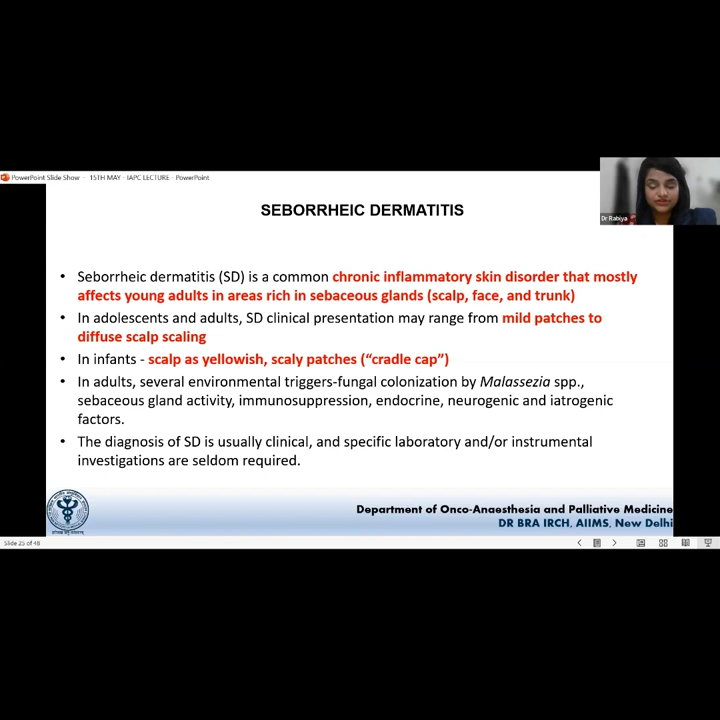 PowerPoint Slide Show - 15TH MAY - IAPC LECTURE - PowerPoint
Dr Rabiya
SEBORRHEIC DERMATITIS
• Seborrheic dermatitis (SD) is a common chronic inflammatory skin disorder that mostly
affects young adults in areas rich in sebaceous glands (scalp, face, and trunk)
• In adolescents and adults, SD clinical presentation may range from mild patches to
diffuse scalp scaling
• In infants - scalp as yellowish, scaly patches (“cradle cap”)
• In adults, several environmental triggers-fungal colonization by Malassezia spp.,
sebaceous gland activity, immunosuppression, endocrine, neurogenic and iatrogenic
factors.
• The diagnosis of SD is usually clinical, and specific laboratory and/or instrumental
investigations are seldom required.
Department of Onco-Anaesthesia and Palliative Medicine
DR BRA IRCH, AIIMS, New Delhi
Slide 25 of 48